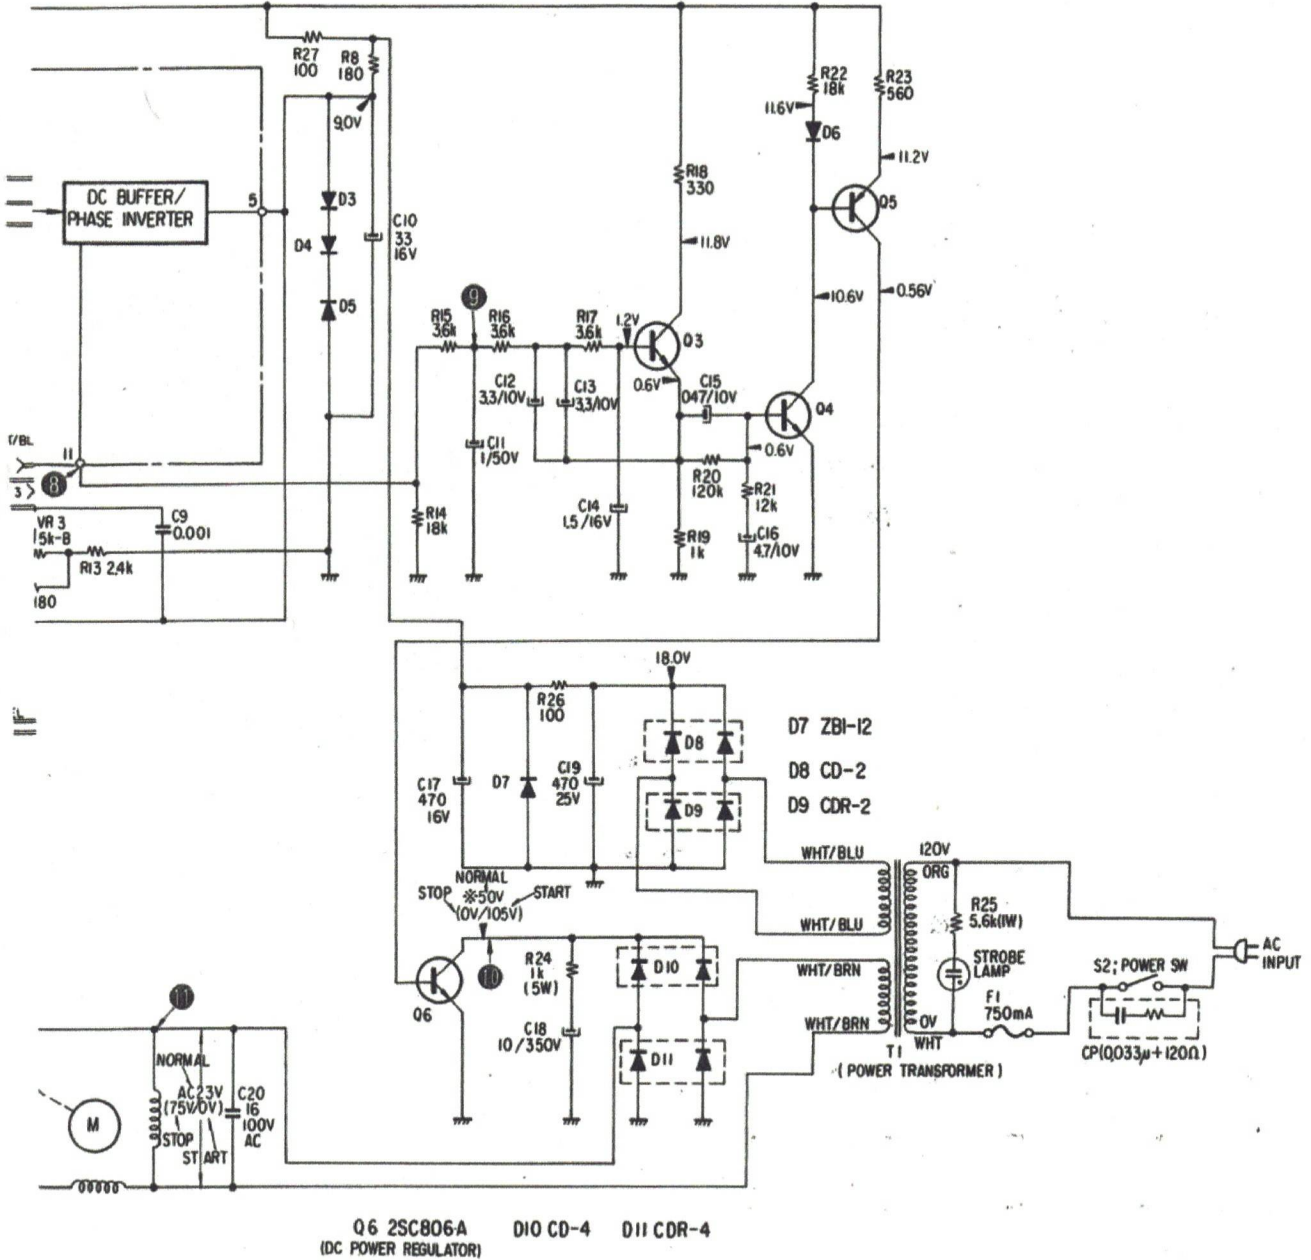 R27
100
R8
180
9.0V
DC BUFFER/
PHASE INVERTER
5
D3
D4
D5
C10
33
16V
R22
18k
R23
560
11.6V
D6
11.2V
Q5
R18
330
11.8V
10.6V
0.56V
9
R15
3.6k
R16
3.6k
R17
3.6k
1.2V
Q3
0.6V
C12
3.3/10V
C13
3.3/10V
C15
0.47/10V
Q4
0.6V
C11
1/50V
/BL
11
8
3
R20
120k
R21
12k
R14
18k
C14
1.5/16V
R19
1k
C16
4.7/10V
VR 3
5k-B
C9
0.001
R13 2.4k
180
18.0V
R26
100
D8
D7 ZB1-12
D8 CD-2
D9 CDR-2
C17
470
16V
D7
C19
470
25V
D9
WHT/BLU
120V
ORG
NORMAL
STOP ※50V START
(0V/105V)
WHT/BLU
R25
5.6k(1W)
STROBE
LAMP
WHT/BRN
R24
1k
(5W)
D10
10
Q6
S2; POWER SW
AC
INPUT
F1
750mA
11
C18
10/350V
D11
WHT/BRN
0V
WHT
T1
(POWER TRANSFORMER)
CP(0,033μ+120Ω)
NORMAL
AC23V
(75V/0V)
STOP
START
C20
16
100V
AC
M
Q6 2SC806A D10 CD-4 D11 CDR-4
(DC POWER REGULATOR)